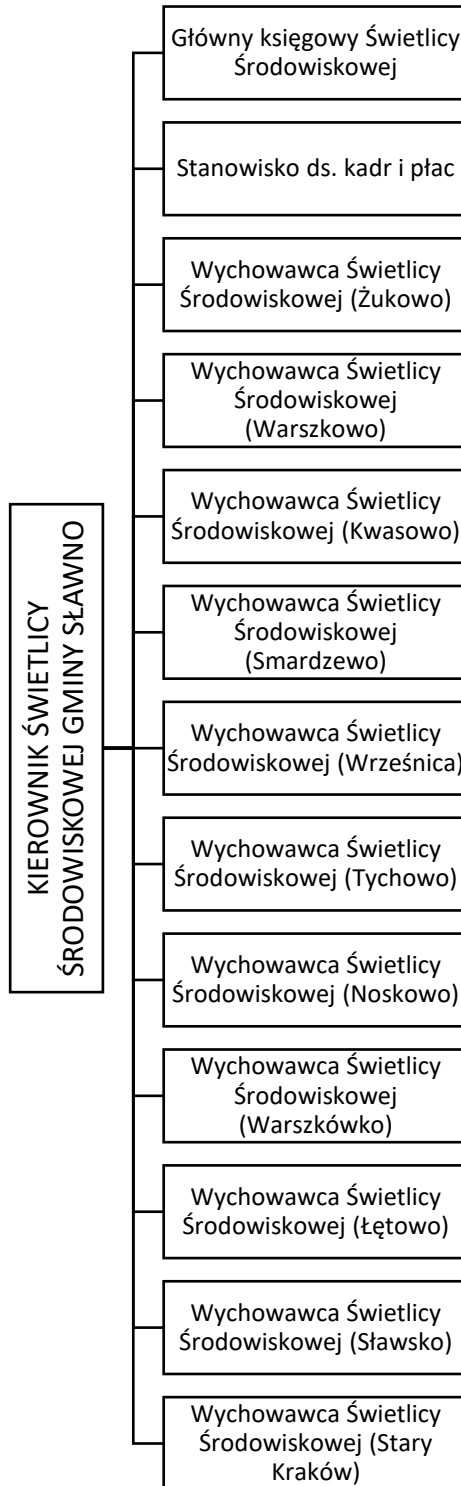 KIEROWNIK ŚWIETLICY
ŚRODOWISKOWEJ GMINY SŁAWNO
Główny księgowy Świetlicy
Środowiskowej
Stanowisko ds. kadr i płac
Wychowawca Świetlicy
Środowiskowej (Żukowo)
Wychowawca Świetlicy
Środowiskowej
(Warszkowo)
Wychowawca Świetlicy
Środowiskowej (Kwasowo)
Wychowawca Świetlicy
Środowiskowej
(Smardzewo)
Wychowawca Świetlicy
Środowiskowej (Wrześnica)
Wychowawca Świetlicy
Środowiskowej (Tychowo)
Wychowawca Świetlicy
Środowiskowej (Noskowo)
Wychowawca Świetlicy
Środowiskowej
(Warszkówko)
Wychowawca Świetlicy
Środowiskowej (Łętowo)
Wychowawca Świetlicy
Środowiskowej (Sławsko)
Wychowawca Świetlicy
Środowiskowej (Stary
Kraków)